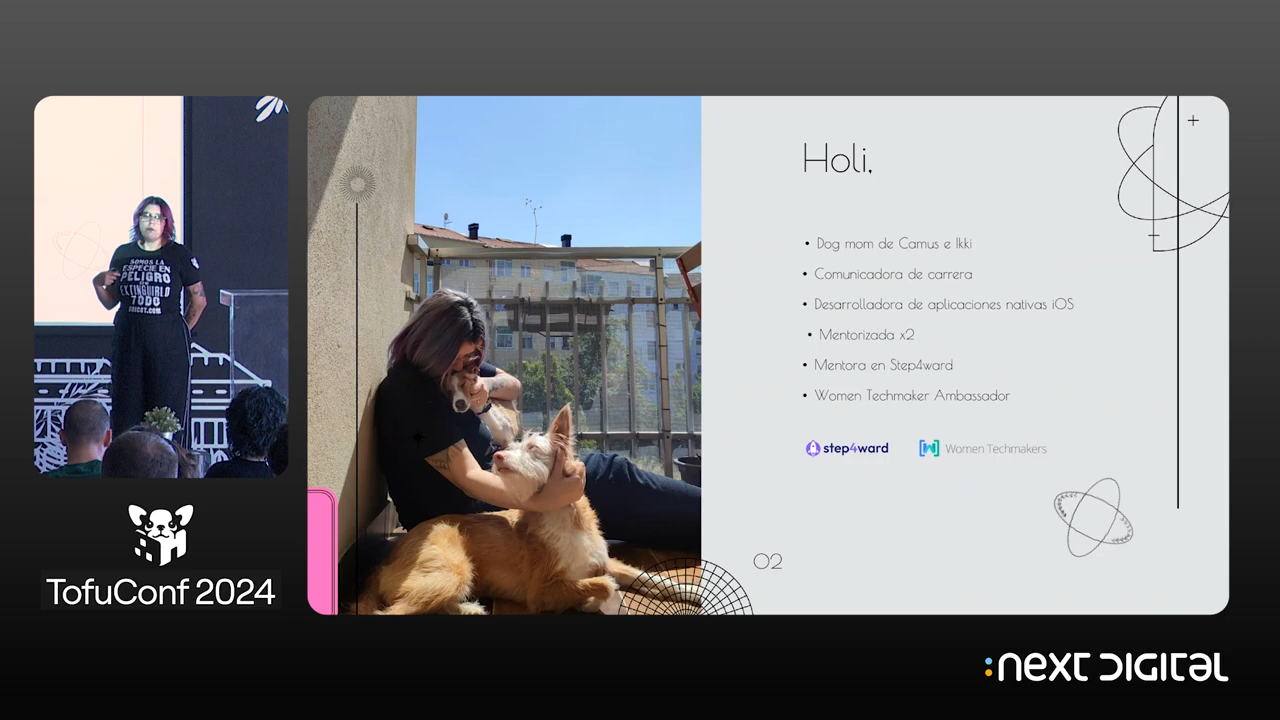 SOMOS LA
ESPECIE EN
PELIGRO
DE
EXTINGUIRLO
TODO
TofuConf 2024
Holi,
• Dog mom de Camus e Ikki
• Comunicadora de carrera
• Desarrolladora de aplicaciones nativas iOS
• Mentorizada x2
• Mentora en Step4ward
• Women Techmaker Ambassador
step4ward
Women Techmakers
02
:next digital